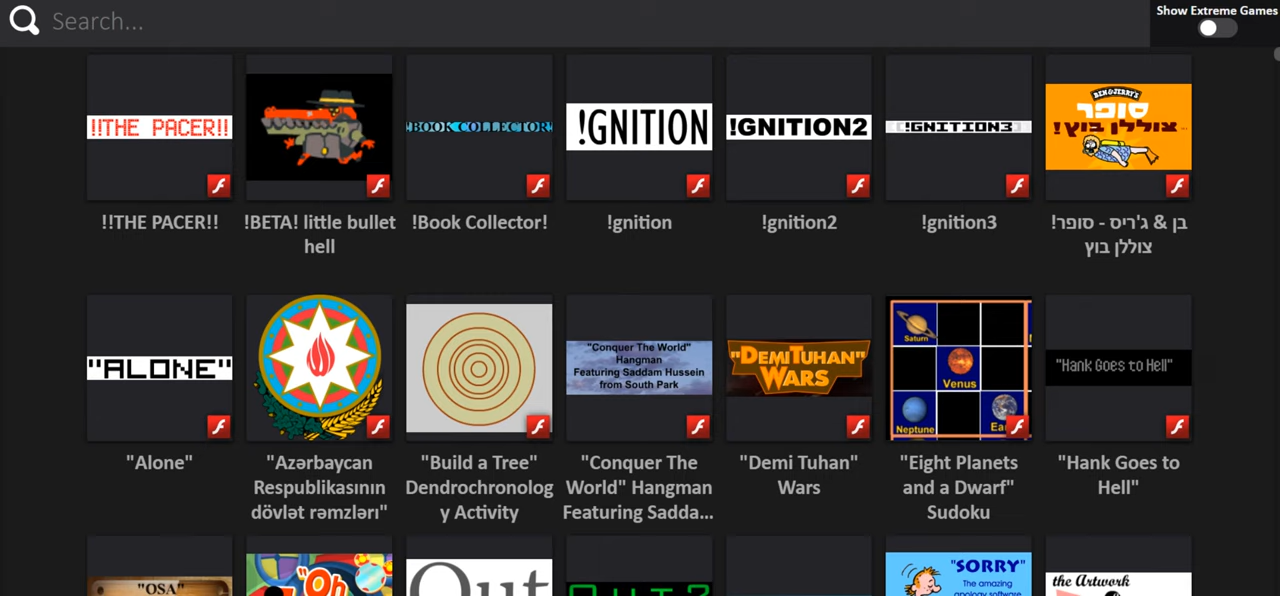 Search...
Show Extreme Games
!!THE PACER!!
!BOOK COLLECTOR!
!GNITION
!GNITION2
!GNITION3
BEN & JERRY'S
סופר
צוללן בוץ!
!!THE PACER!!
!BETA! little bullet
hell
!Book Collector!
!gnition
!gnition2
!gnition3
בן & ג'ריס - סופר!
צוללן בוץ
"ALONE"
"Conquer The World"
Hangman
Featuring Saddam Hussein
from South Park
"DEMITUHAN"
WARS
Saturn
Venus
Neptune
"Hank Goes to Hell"
"Alone"
"Azərbaycan
Respublikasının
dövlət rəmzləri"
"Build a Tree"
Dendrochronolog
y Activity
"Conquer The
World" Hangman
Featuring Sadda...
"Demi Tuhan"
Wars
"Eight Planets
and a Dwarf"
Sudoku
"Hank Goes to
Hell"
"OSA"
"Oh
Out
OUT?
"SORRY"
The amazing
apology software
the Artwork